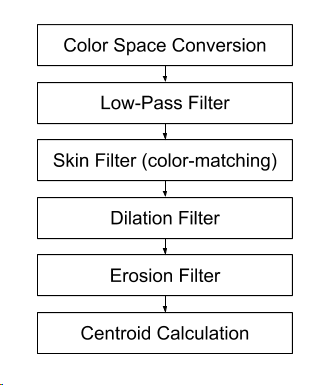 Color Space Conversion
Low-Pass Filter
Skin Filter (color-matching)
Dilation Filter
Erosion Filter
Centroid Calculation